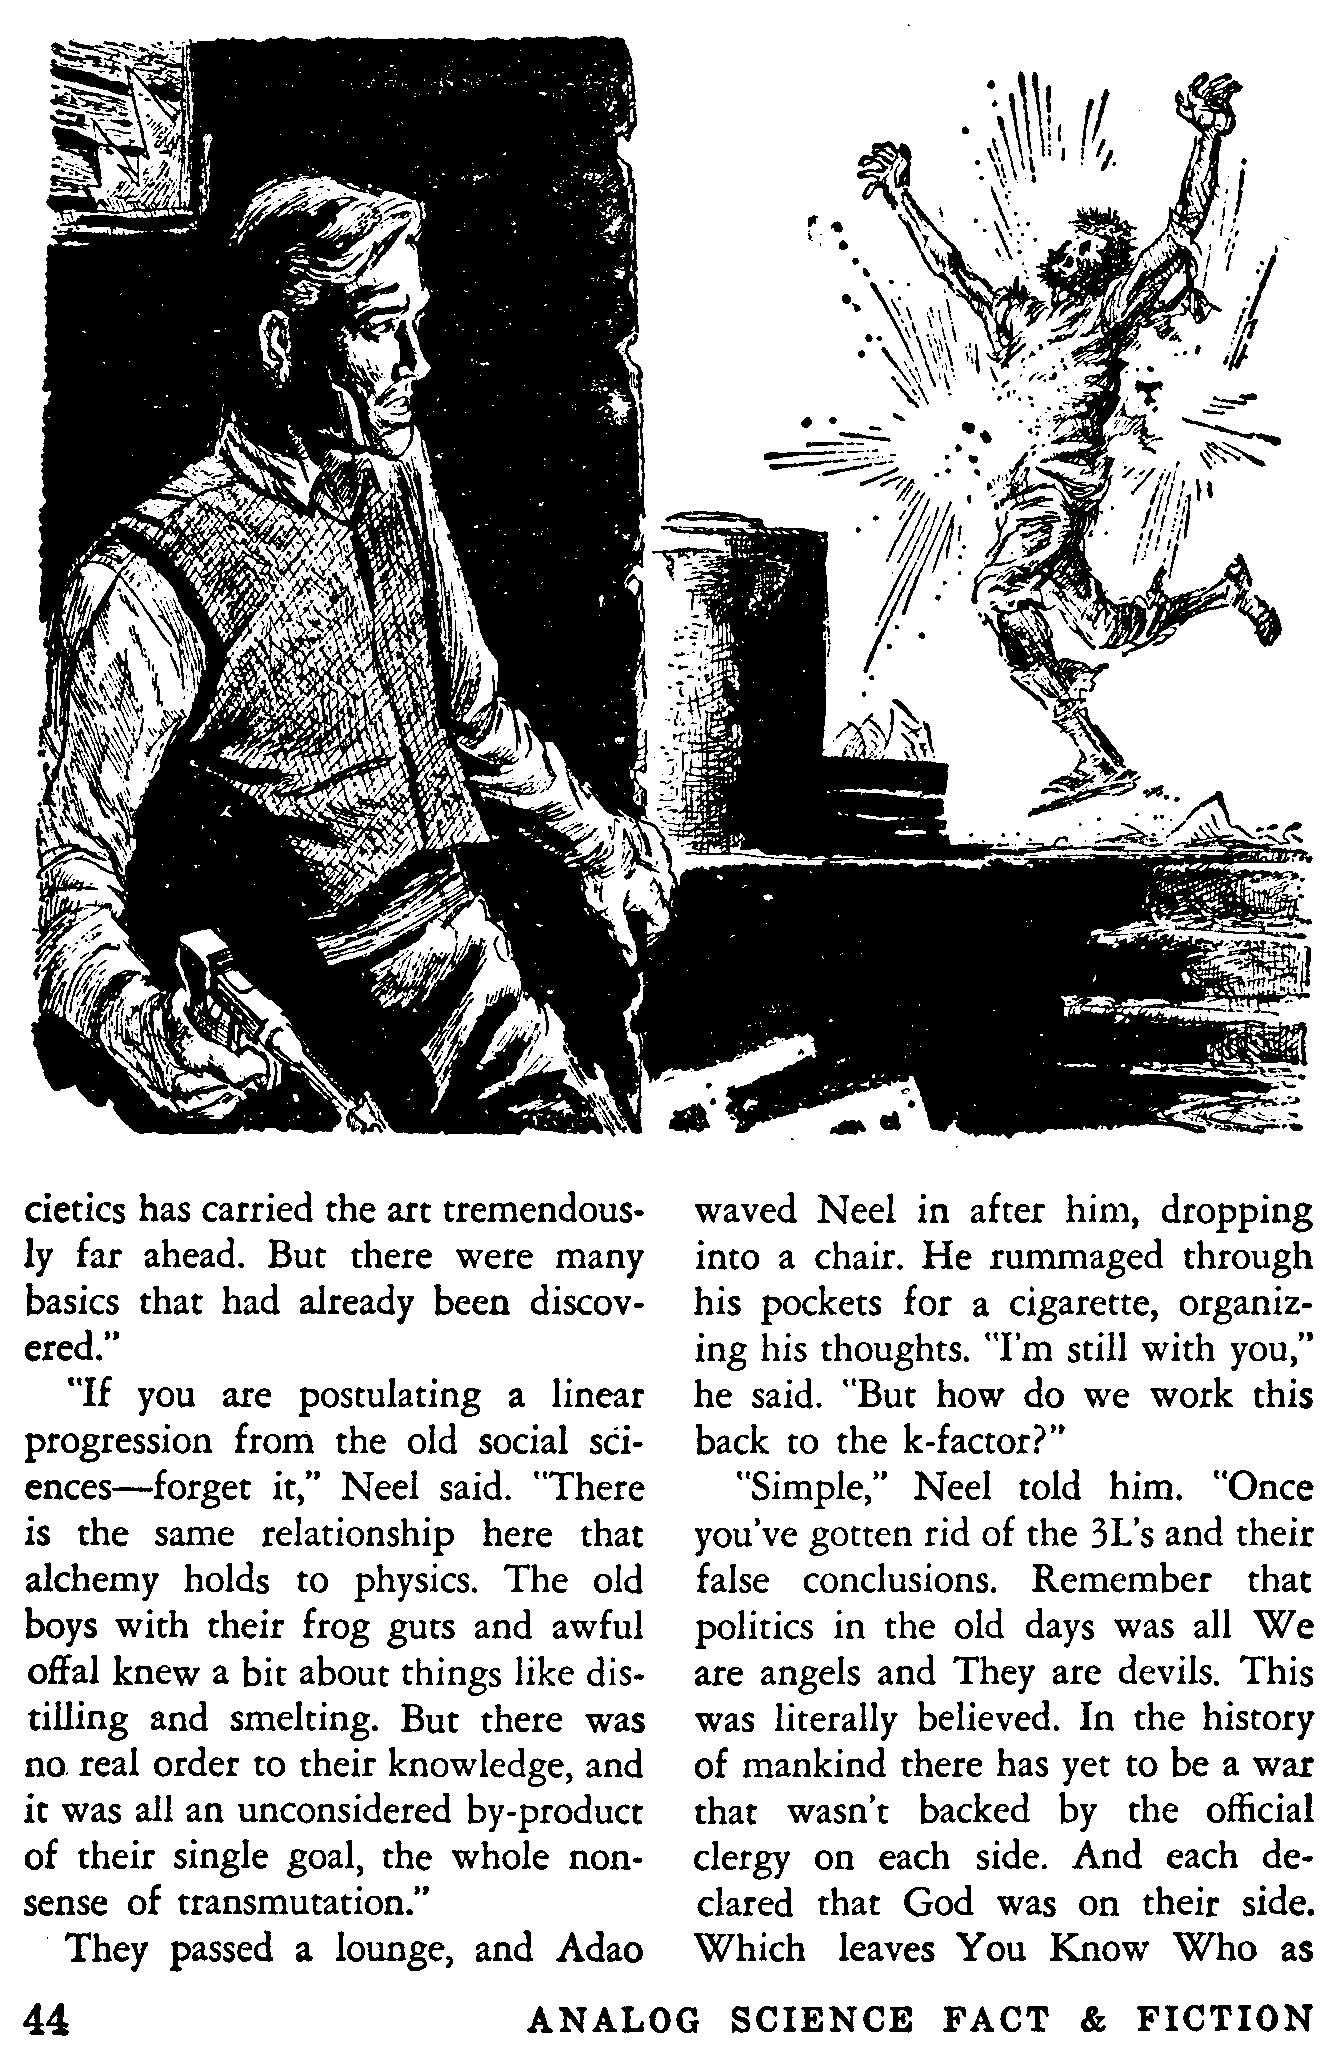 cietics has carried the art tremendous-
ly far ahead. But there were many
basics that had already been discov-
ered."
"If you are postulating a linear
progression from the old social sci-
ences—forget it," Neel said. "There
is the same relationship here that
alchemy holds to physics. The old
boys with their frog guts and awful
offal knew a bit about things like dis-
tilling and smelting. But there was
no real order to their knowledge, and
it was all an unconsidered by-product
of their single goal, the whole non-
sense of transmutation."
They passed a lounge, and Adao
waved Neel in after him, dropping
into a chair. He rummaged through
his pockets for a cigarette, organiz-
ing his thoughts. "I'm still with you,"
he said. "But how do we work this
back to the k-factor?"
"Simple," Neel told him. "Once
you've gotten rid of the 3L's and their
false conclusions. Remember that
politics in the old days was all We
are angels and They are devils. This
was literally believed. In the history
of mankind there has yet to be a war
that wasn't backed by the official
clergy on each side. And each de-
clared that God was on their side.
Which leaves You Know Who as
44
ANALOG SCIENCE FACT & FICTION